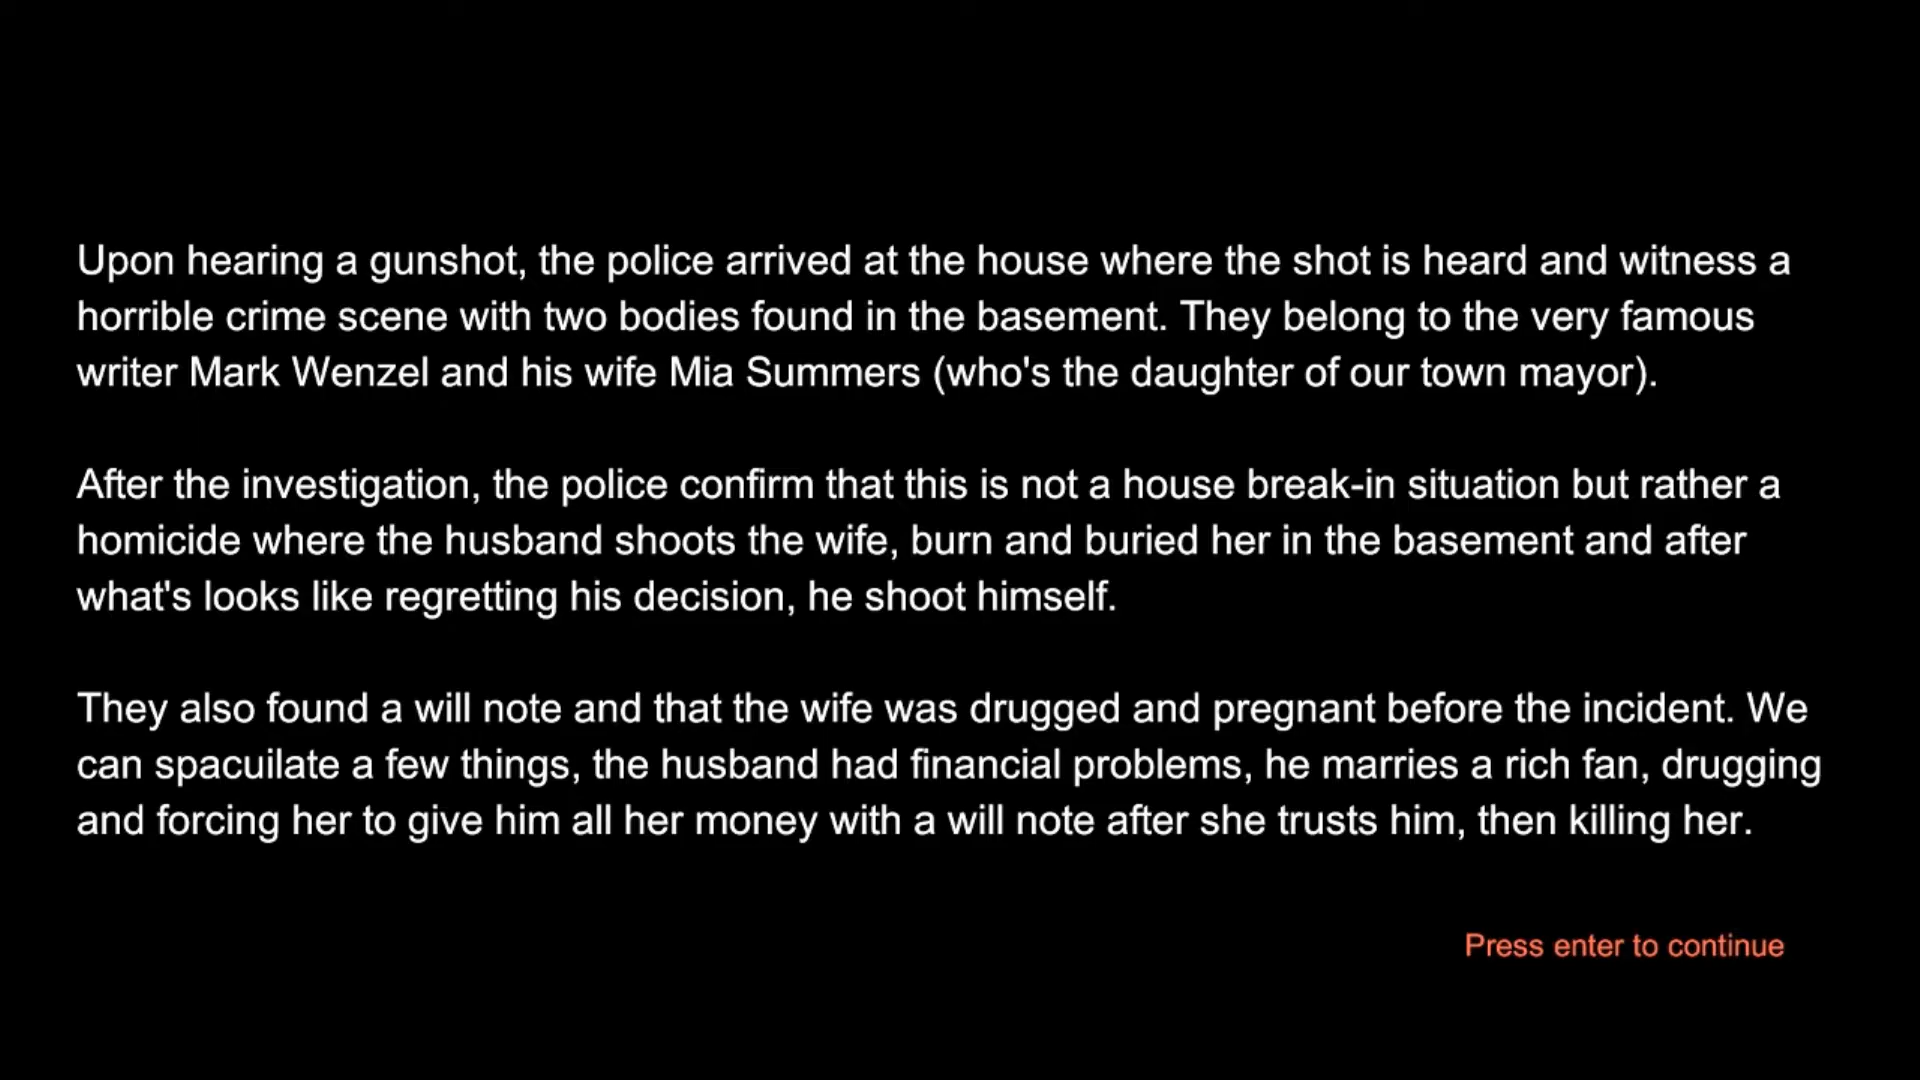 Upon hearing a gunshot, the police arrived at the house where the shot is heard and witness a
horrible crime scene with two bodies found in the basement. They belong to the very famous
writer Mark Wenzel and his wife Mia Summers (who's the daughter of our town mayor).
After the investigation, the police confirm that this is not a house break-in situation but rather a
homicide where the husband shoots the wife, burn and buried her in the basement and after
what's looks like regretting his decision, he shoot himself.
They also found a will note and that the wife was drugged and pregnant before the incident. We
can spacuilate a few things, the husband had financial problems, he marries a rich fan, drugging
and forcing her to give him all her money with a will note after she trusts him, then killing her.
Press enter to continue